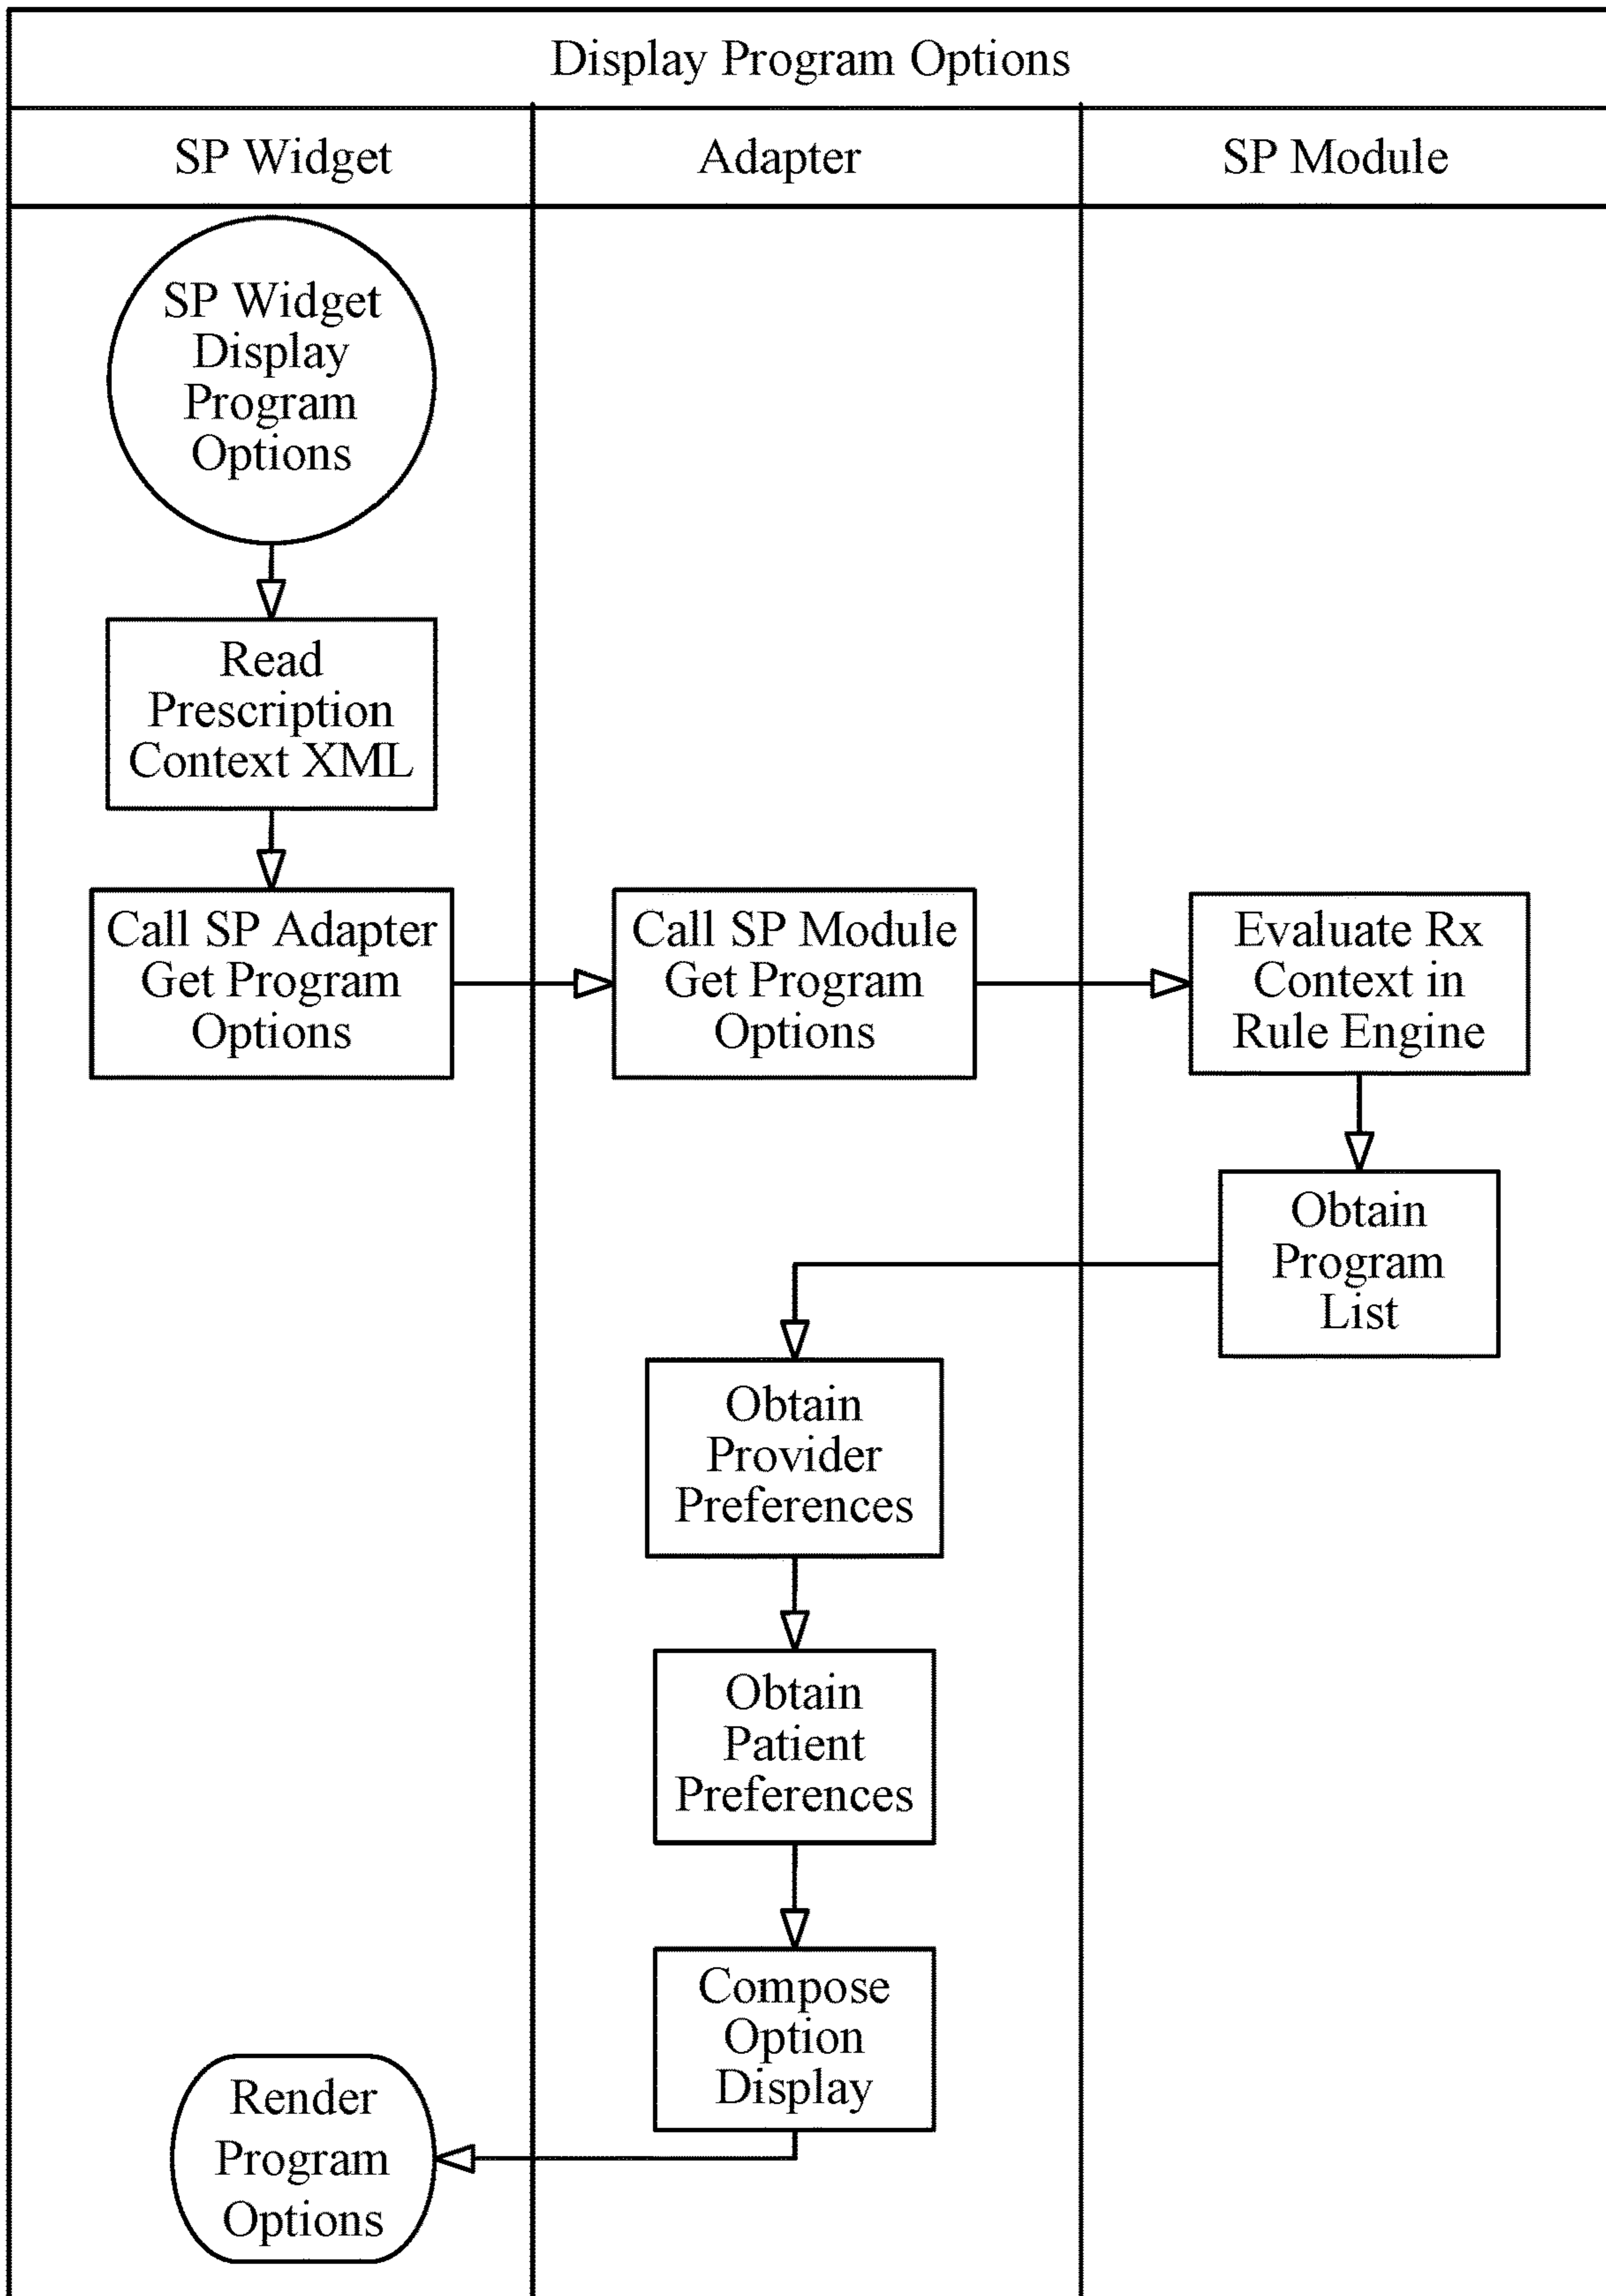 Display Program Options
SP Widget
Adapter
SP Module
SP Widget
Display
Program
Options
Read
Prescription
Context XML
Call SP Adapter
Get Program
Options
Call SP Module
Get Program
Options
Evaluate Rx
Context in
Rule Engine
Obtain
Program
List
Obtain
Provider
Preferences
Obtain
Patient
Preferences
Compose
Option
Display
Render
Program
Options